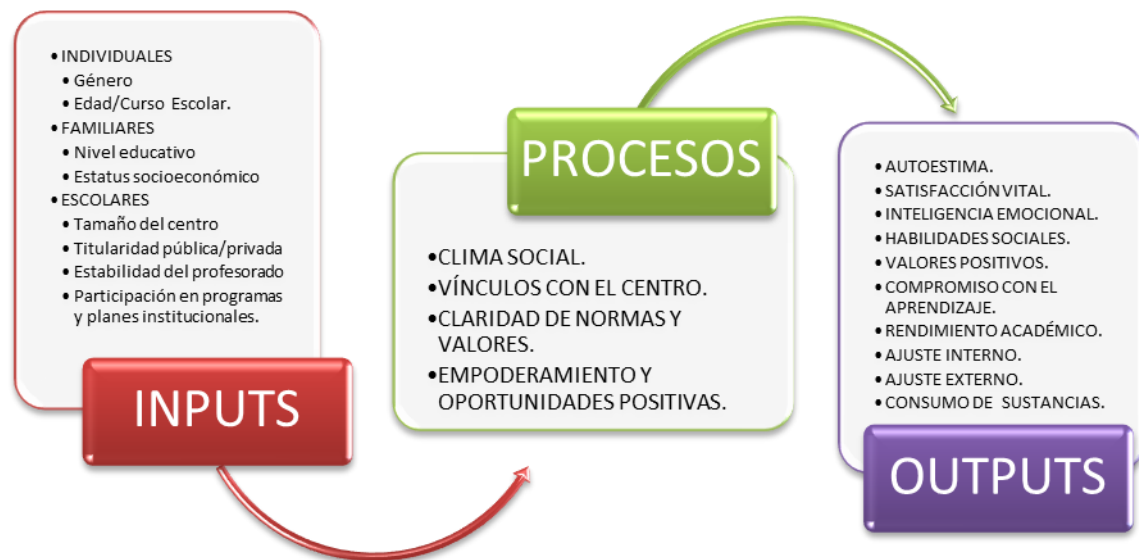 •INDIVIDUALES
•Género
•Edad/Curso Escolar.
•FAMILIARES
•Nivel educativo
•Estatus socioeconómico
•ESCOLARES
•Tamaño del centro
•Titularidad pública/privada
•Estabilidad del profesorado
•Participación en programas
y planes institucionales.
INPUTS
PROCESOS
•CLIMA SOCIAL.
•VÍNCULOS CON EL CENTRO.
•CLARIDAD DE NORMAS Y
VALORES.
•EMPODERAMIENTO Y
OPORTUNIDADES POSITIVAS.
•AUTOESTIMA.
•SATISFACCIÓN VITAL.
•INTELIGENCIA EMOCIONAL.
•HABILIDADES SOCIALES.
•VALORES POSITIVOS.
•COMPROMISO CON EL
APRENDIZAJE.
•RENDIMIENTO ACADÉMICO.
•AJUSTE INTERNO.
•AJUSTE EXTERNO.
•CONSUMO DE SUSTANCIAS.
OUTPUTS